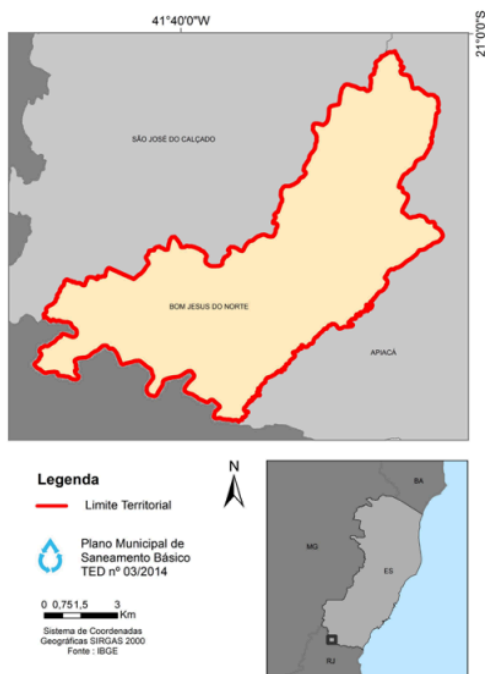 41°40'0"W
21°0'0"S
SÃO JOSÉ DO CALÇADO
BOM JESUS DO NORTE
APIACÁ
Legenda
Limite Territorial
Plano Municipal de
Saneamento Básico
TED nº 03/2014
0 0,75 1,5 3
Km
Sistema de Coordenadas
Geográficas SIRGAS 2000
Fonte : IBGE
N
BA
MG
ES
RJ